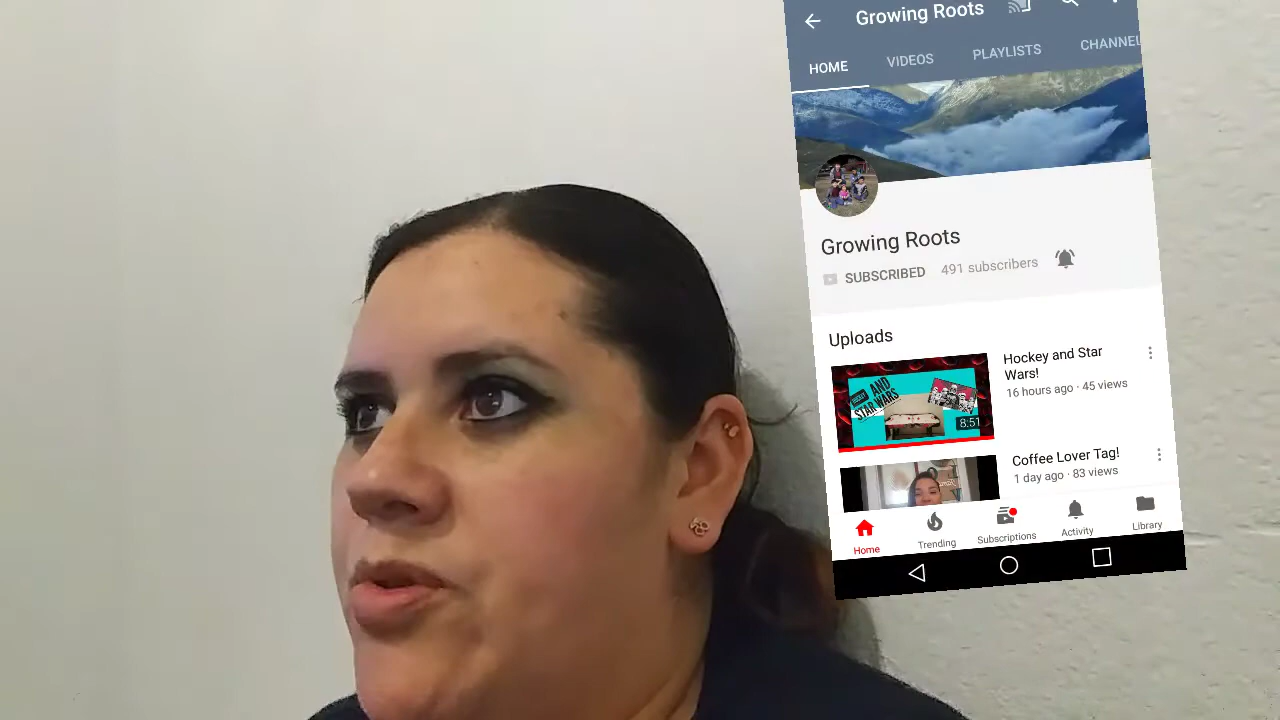 Growing Roots
HOME VIDEOS PLAYLISTS CHANNEL
Growing Roots
SUBSCRIBED 491 subscribers
Uploads
Hockey and Star
Wars!
16 hours ago · 45 views
AND
STAR WARS
8:51
Coffee Lover Tag!
1 day ago · 83 views
Home Trending Subscriptions Activity Library